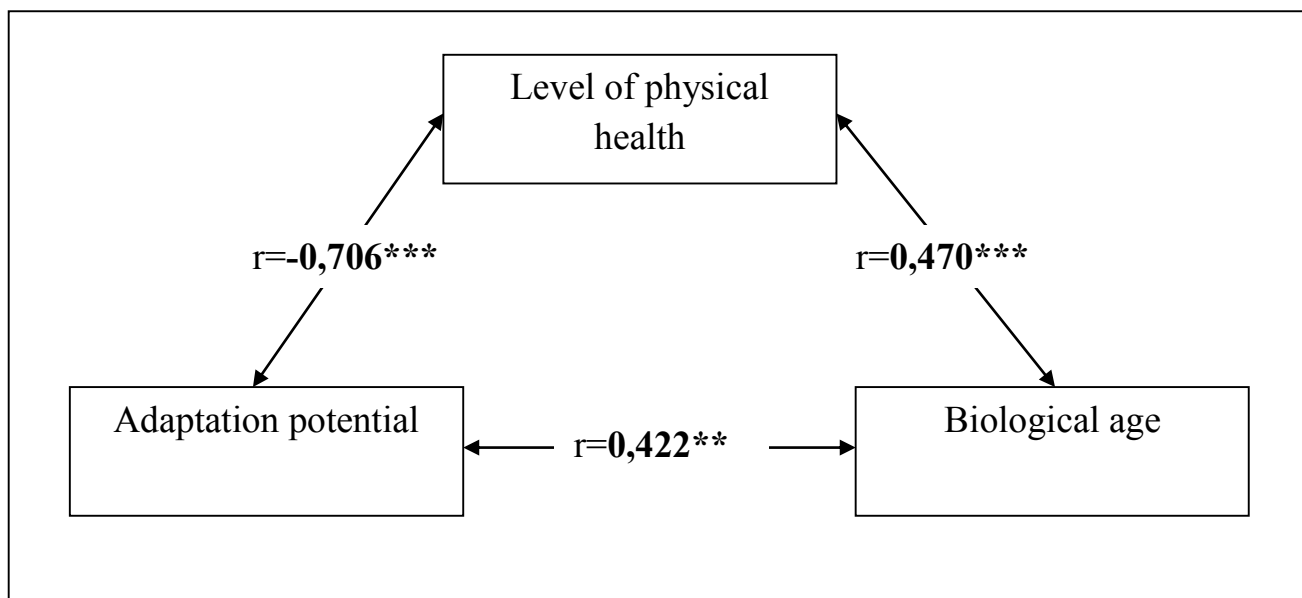 Level of physical
health
r=-0,706***
r=0,470***
Adaptation potential
r=0,422**
Biological age